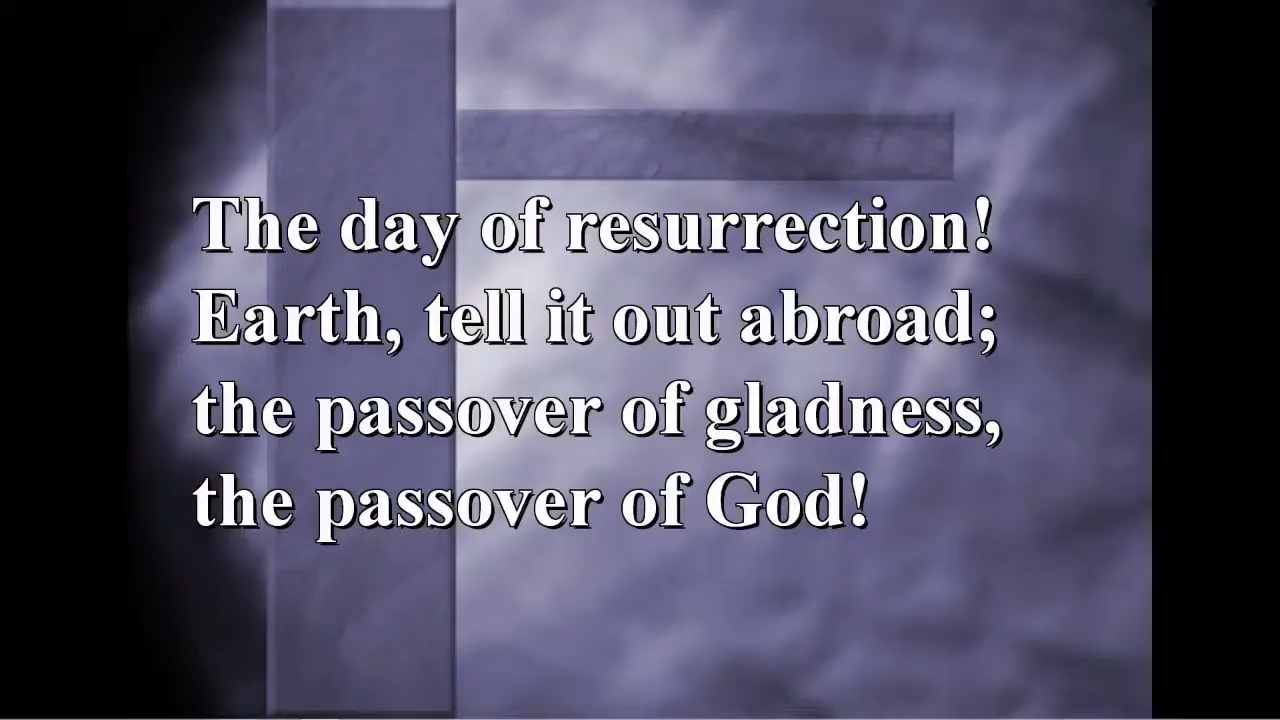 The day of resurrection!
Earth, tell it out abroad;
the passover of gladness,
the passover of God!